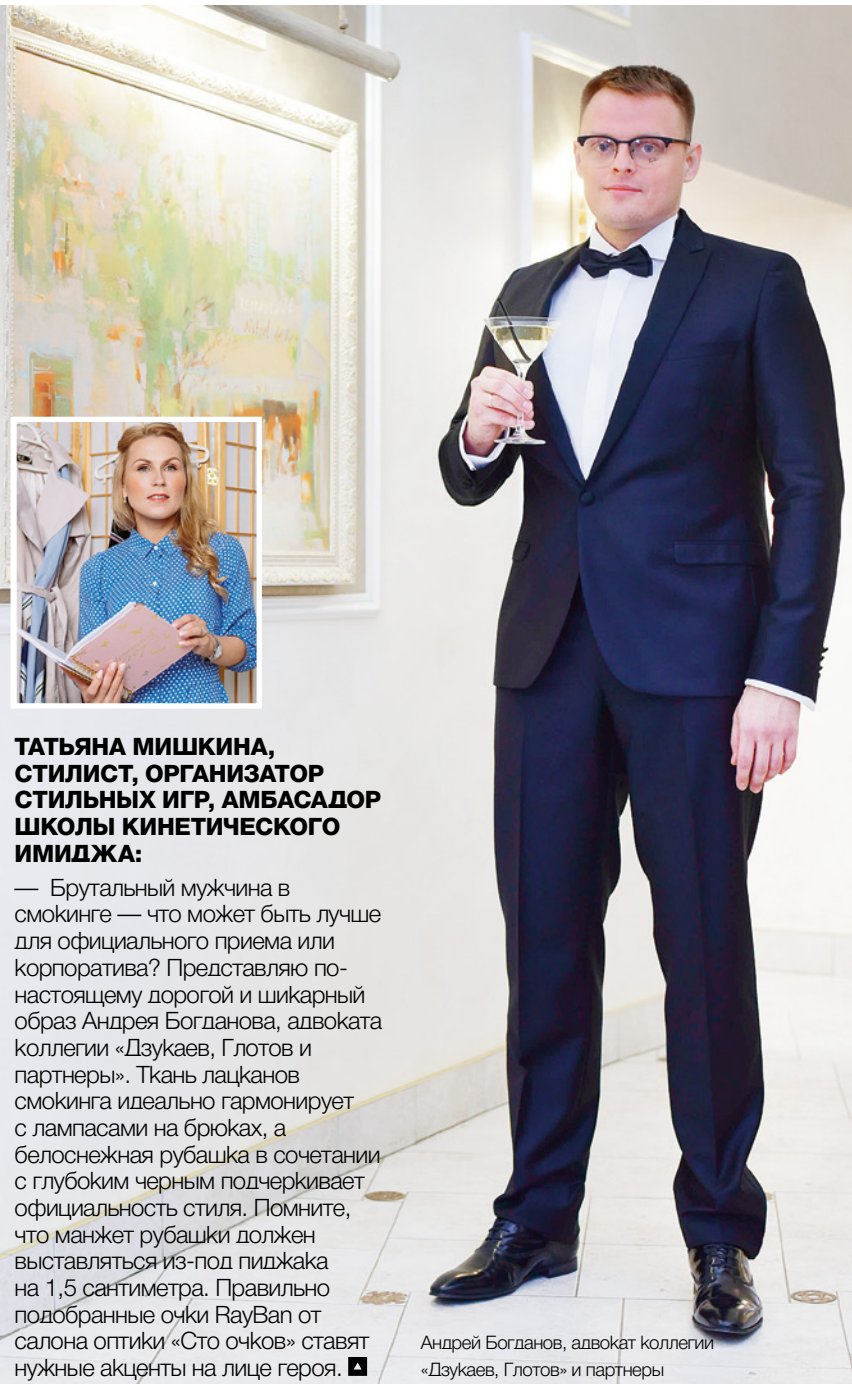 ТАТЬЯНА МИШКИНА,
СТИЛИСТ, ОРГАНИЗАТОР
СТИЛЬНЫХ ИГР, АМБАСАДОР
ШКОЛЫ КИНЕТИЧЕСКОГО
ИМИДЖА:
— Брутальный мужчина в
смокинге — что может быть лучше
для официального приема или
корпоратива? Представляю по-
настоящему дорогой и шикарный
образ Андрея Богданова, адвоката
коллегии «Дзукаев, Глотов и
партнеры». Ткань лацканов
смокинга идеально гармонирует
с лампасами на брюках, а
белоснежная рубашка в сочетании
с глубоким черным подчеркивает
официальность стиля. Помните,
что манжет рубашки должен
выставляться из-под пиджака
на 1,5 сантиметра. Правильно
подобранные очки RayBan от
салона оптики «Сто очков» ставят
нужные акценты на лице героя.
Андрей Богданов, адвокат коллегии
«Дзукаев, Глотов» и партнеры